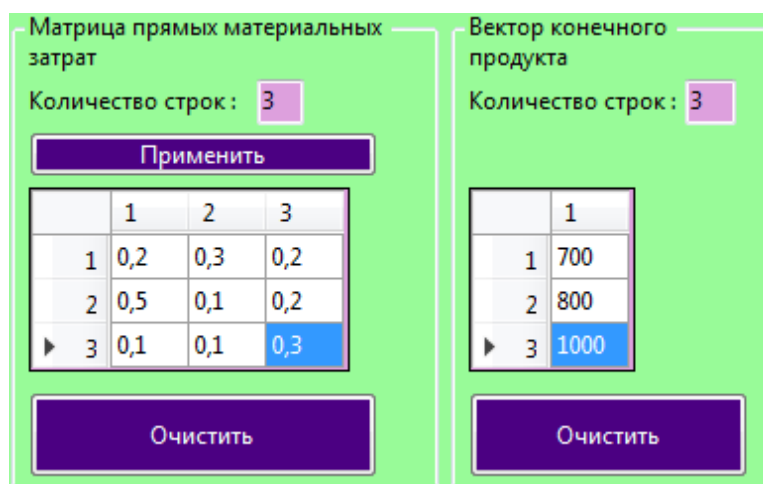 Матрица прямых материальных
затрат
Количество строк : 3
Применить
1 2 3
1 0,2 0,3 0,2
2 0,5 0,1 0,2
3 0,1 0,1 0,3
Очистить
Вектор конечного
продукта
Количество строк : 3
1
1 700
2 800
3 1000
Очистить